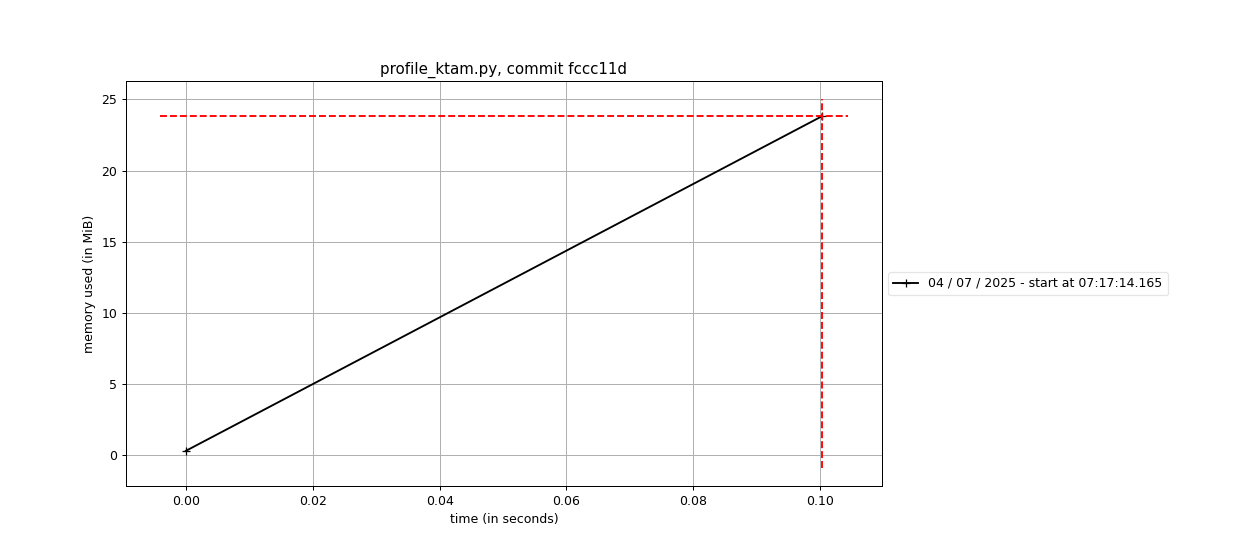 profile_ktam.py, commit fccc11d
25
20
15
10
5
0
memory used (in MiB)
0.00 0.02 0.04 0.06 0.08 0.10
time (in seconds)
04 / 07 / 2025 - start at 07:17:14.165